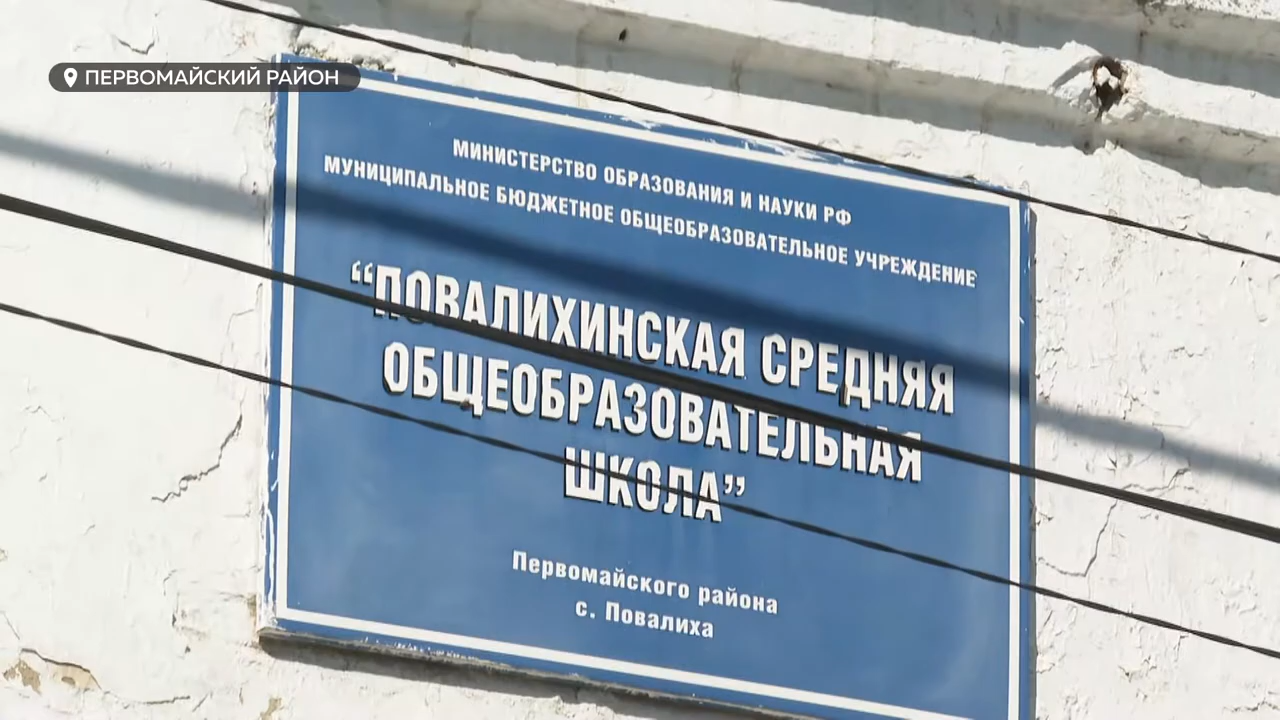 ПЕРВОМАЙСКИЙ РАЙОН
МИНИСТЕРСТВО ОБРАЗОВАНИЯ И НАУКИ РФ
МУНИЦИПАЛЬНОЕ БЮДЖЕТНОЕ ОБЩЕОБРАЗОВАТЕЛЬНОЕ УЧРЕЖДЕНИЕ
“ПОВАЛИХИНСКАЯ СРЕДНЯЯ
ОБЩЕОБРАЗОВАТЕЛЬНАЯ
ШКОЛА”
Первомайского района
с. Повалиха